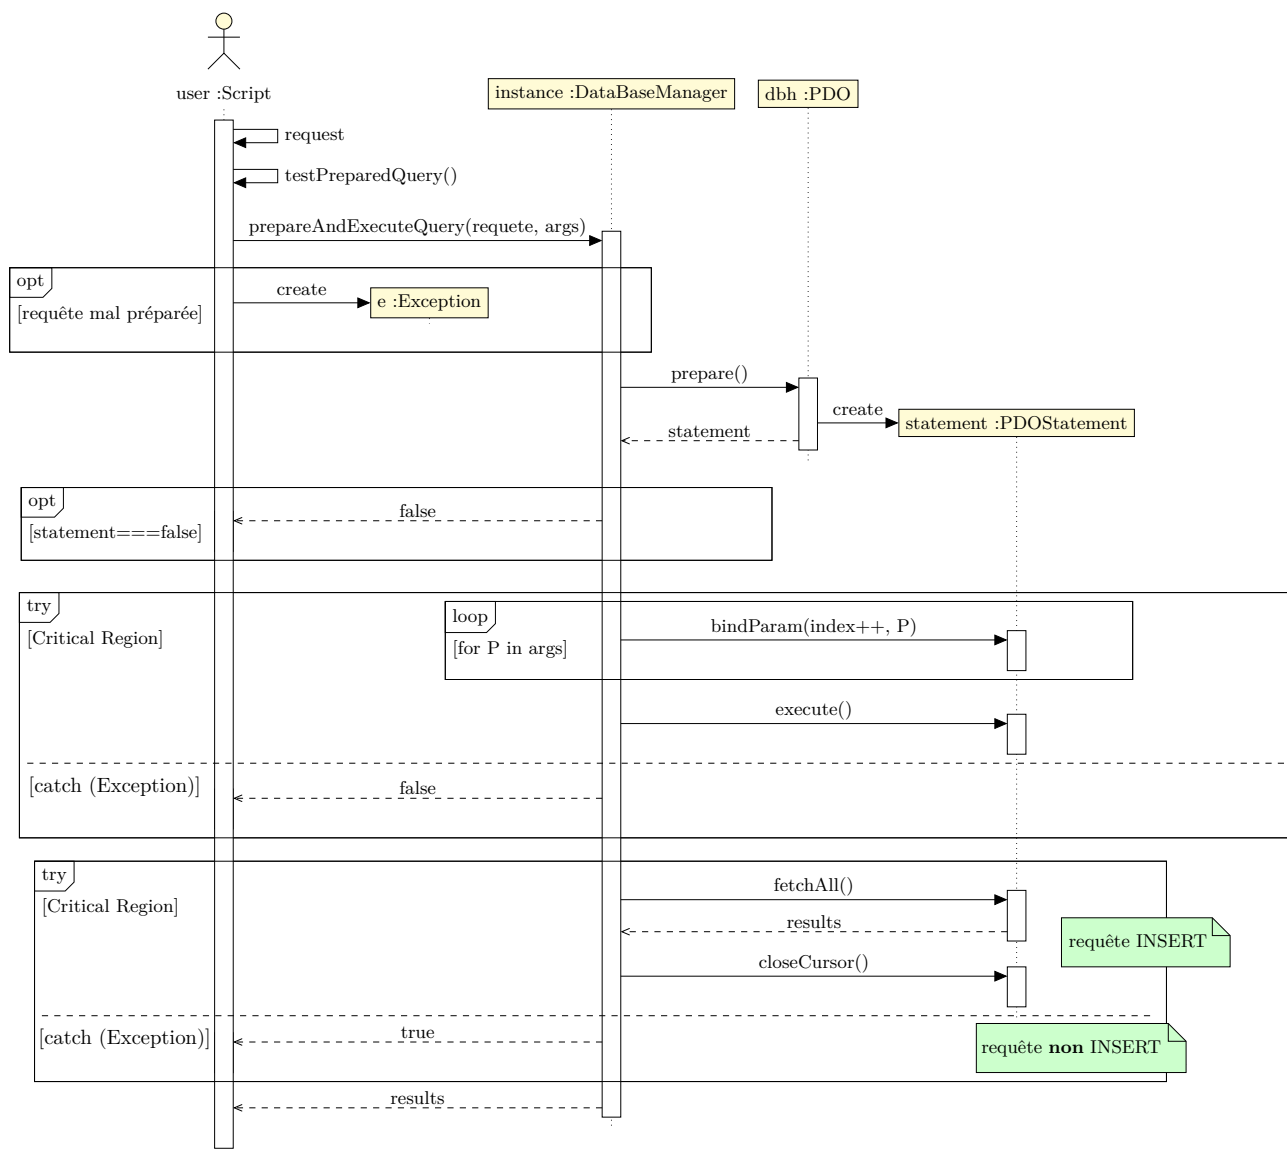 user :Script
instance :DataBaseManager
dbh :PDO
request
testPreparedQuery()
prepareAndExecuteQuery(requete, args)
opt
[requête mal préparée]
create
e :Exception
prepare()
create
statement :PDOStatement
statement
opt
[statement===false]
false
try
[Critical Region]
loop
[for P in args]
bindParam(index++, P)
execute()
[catch (Exception)]
false
try
[Critical Region]
fetchAll()
results
requête INSERT
closeCursor()
[catch (Exception)]
true
requête non INSERT
results